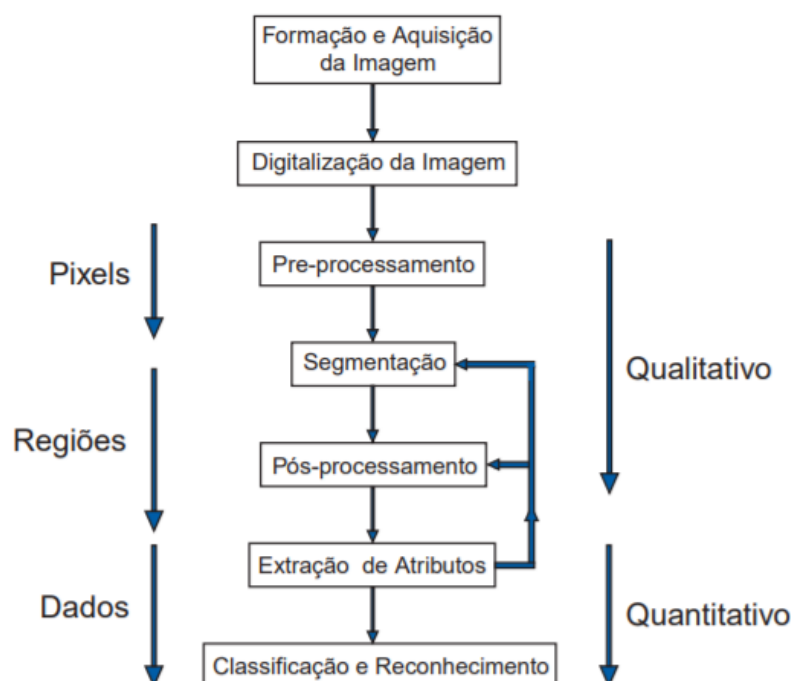 Formação e Aquisição
da Imagem
Digitalização da Imagem
Pixels
Pre-processamento
Segmentação
Qualitativo
Regiões
Pós-processamento
Extração de Atributos
Dados
Quantitativo
Classificação e Reconhecimento